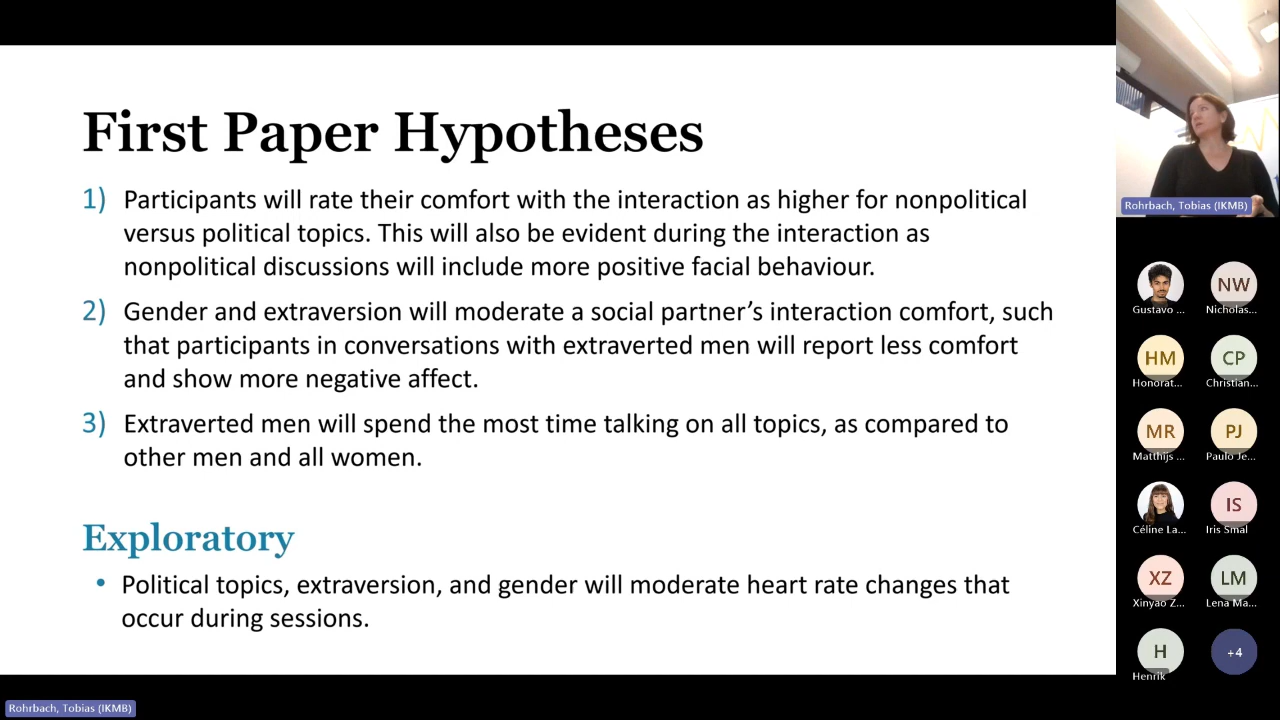 First Paper Hypotheses
1) Participants will rate their comfort with the interaction as higher for nonpolitical
versus political topics. This will also be evident during the interaction as
nonpolitical discussions will include more positive facial behaviour.
2) Gender and extraversion will moderate a social partner’s interaction comfort, such
that participants in conversations with extraverted men will report less comfort
and show more negative affect.
3) Extraverted men will spend the most time talking on all topics, as compared to
other men and all women.
Exploratory
• Political topics, extraversion, and gender will moderate heart rate changes that
occur during sessions.
Rohrbach, Tobias (IKMB)
Rohrbach, Tobias (IKMB)
Gustavo ...
NW
Nicholas...
HM
Honorat...
CP
Christian...
MR
Matthijs ...
PJ
Paulo Je...
Céline La...
IS
Iris Smal
XZ
Xinyao Z...
LM
Lena Ma...
H
Henrik
+4